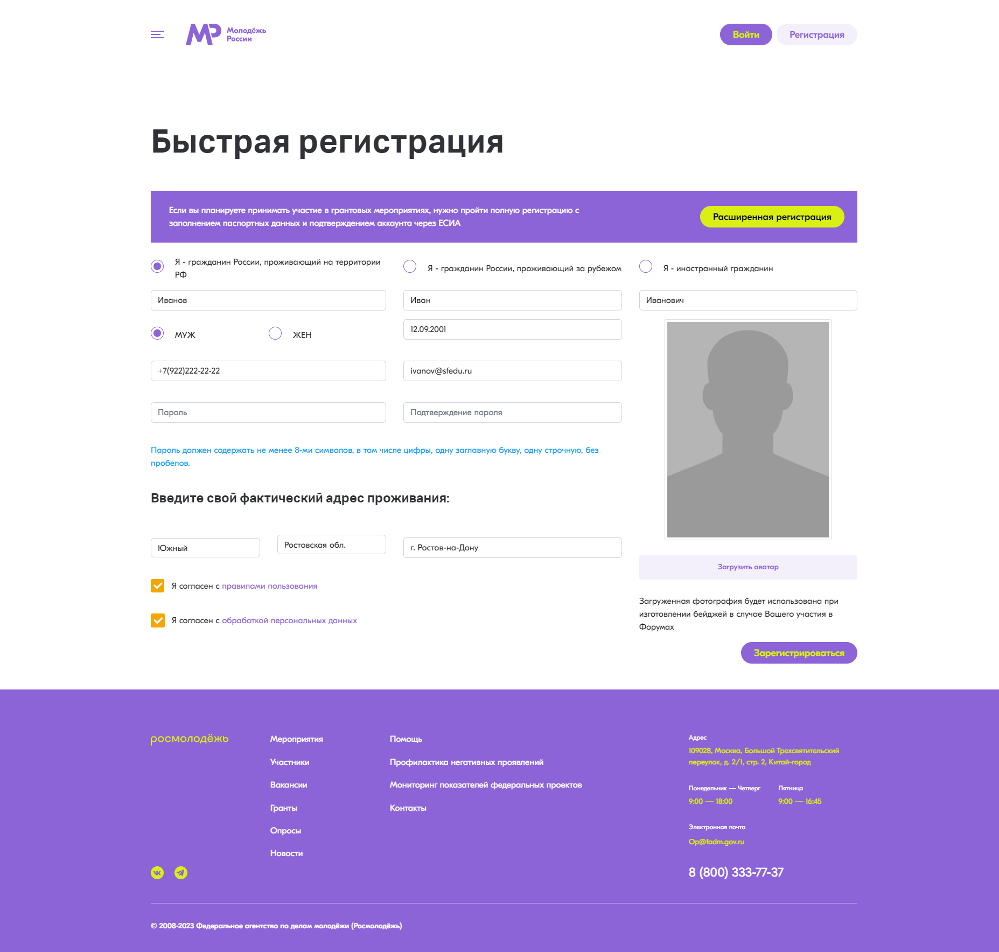 МР Молодёжь
России
Войти
Регистрация
Быстрая регистрация
Если вы планируете принимать участие в грантовых мероприятиях, нужно пройти полную регистрацию с
заполнением паспортных данных и подтверждением аккаунта через ЕСИА
Расширенная регистрация
Я - гражданин России, проживающий на территории
РФ
Я - гражданин России, проживающий за рубежом
Я - иностранный гражданин
Иванов
Иван
Иванович
МУЖ
ЖЕН
12.09.2001
+7(922)222-22-22
ivanov@sfedu.ru
Пароль
Подтверждение пароля
Пароль должен содержать не менее 8-ми символов, в том числе цифры, одну заглавную букву, одну строчную, без
пробелов.
Введите свой фактический адрес проживания:
Южный
Ростовская обл.
г. Ростов-на-Дону
Я согласен с правилами пользования
Я согласен с обработкой персональных данных
Загрузить аватар
Загруженная фотография будет использована при
изготовлении бейджей в случае Вашего участия в
Форумах
Зарегистрироваться
росмолодёжь
Мероприятия
Участники
Вакансии
Гранты
Опросы
Новости
Помощь
Профилактика негативных проявлений
Мониторинг показателей федеральных проектов
Контакты
Адрес
109028, Москва, Большой Трехсвятительский
переулок, д. 2/1, стр. 2, Китай-город
Понедельник — Четверг
9:00 — 18:00
Пятница
9:00 — 16:45
Электронная почта
Op@fadm.gov.ru
8 (800) 333-77-37
© 2008-2023 Федеральное агентство по делам молодёжи (Росмолодёжь)